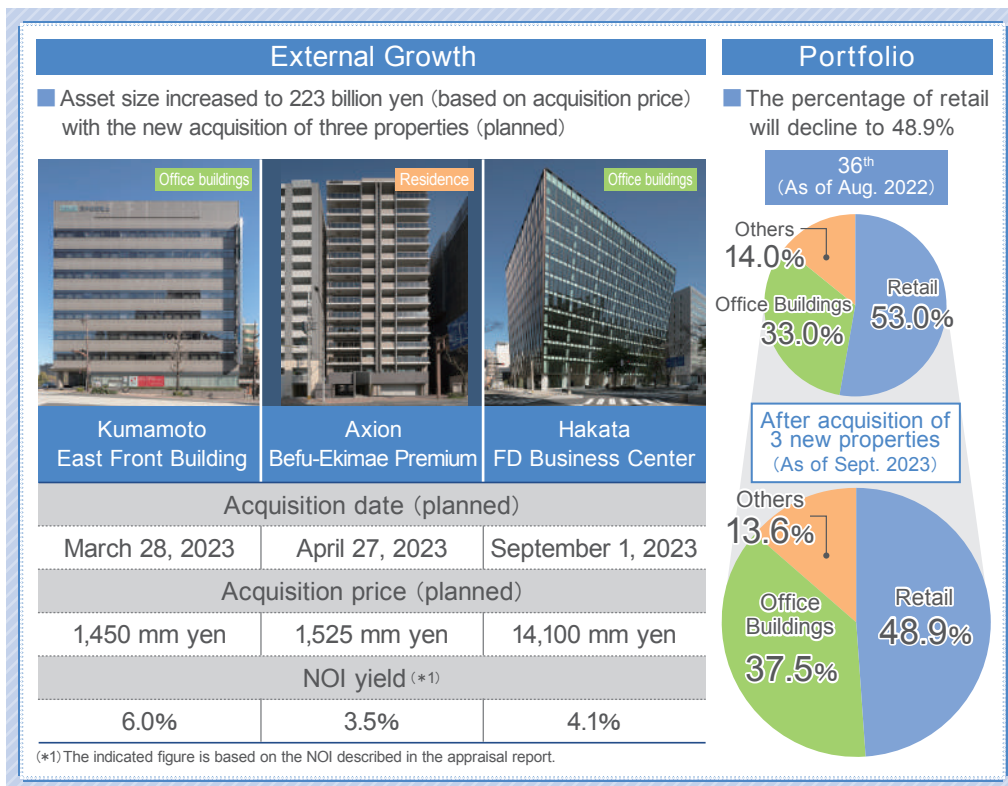 External Growth
■ Asset size increased to 223 billion yen (based on acquisition price)
with the new acquisition of three properties (planned)
Office buildings
Residence
Office buildings
Kumamoto
East Front Building
Axion
Befu-Ekimae Premium
Hakata
FD Business Center
Acquisition date (planned)
March 28, 2023
April 27, 2023
September 1, 2023
Acquisition price (planned)
1,450 mm yen
1,525 mm yen
14,100 mm yen
NOI yield (*1)
6.0%
3.5%
4.1%
(*1) The indicated figure is based on the NOI described in the appraisal report.
Portfolio
■ The percentage of retail
will decline to 48.9%
36th
(As of Aug. 2022)
Others
14.0%
Office Buildings
33.0%
Retail
53.0%
After acquisition of
3 new properties
(As of Sept. 2023)
Others
13.6%
Office
Buildings
37.5%
Retail
48.9%